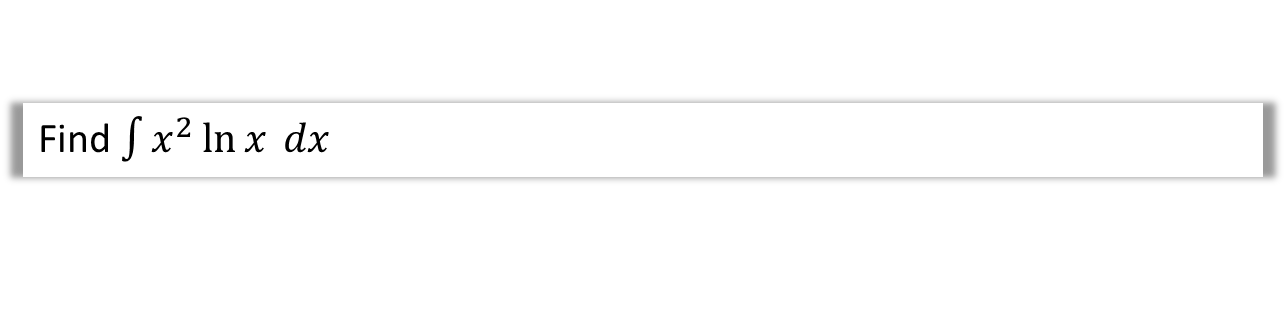 Find ∫ x² ln x dx